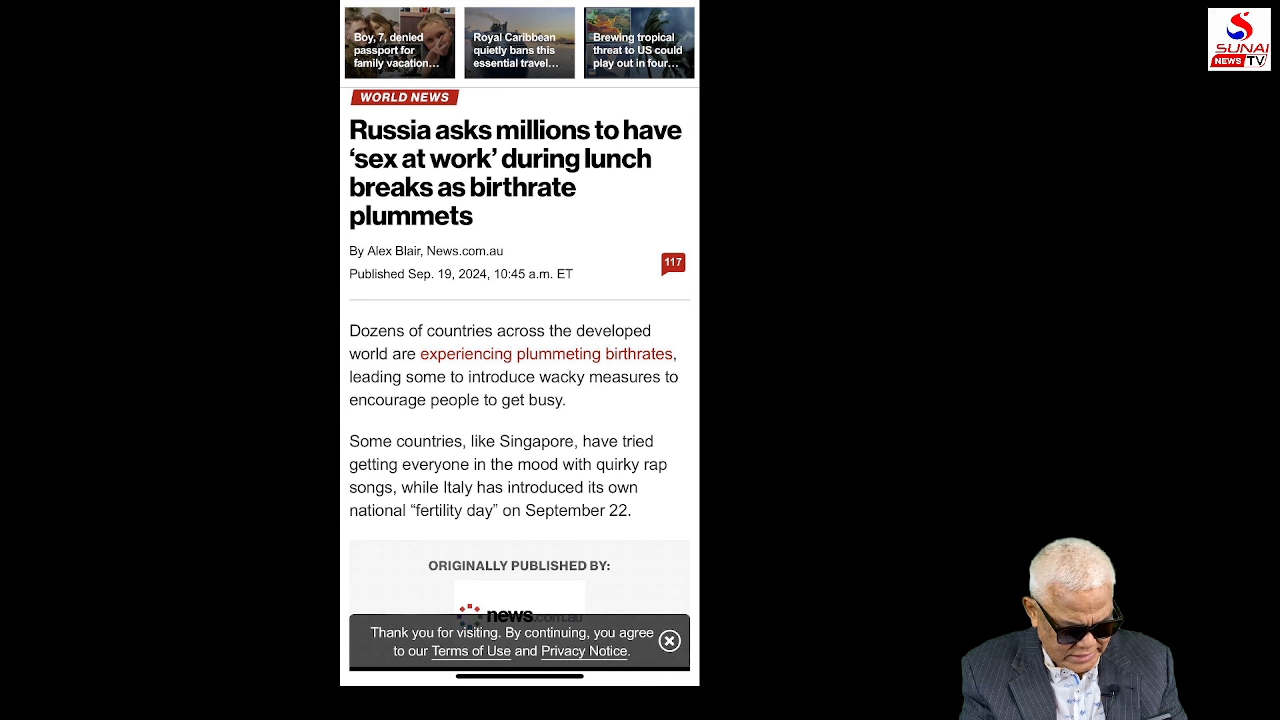 Boy, 7, denied
passport for
family vacation...
Royal Caribbean
quietly bans this
essential travel...
Brewing tropical
threat to US could
play out in four...
SUNAI
NEWS TV
WORLD NEWS
Russia asks millions to have
‘sex at work’ during lunch
breaks as birthrate
plummets
By Alex Blair, News.com.au
Published Sep. 19, 2024, 10:45 a.m. ET
117
Dozens of countries across the developed
world are experiencing plummeting birthrates,
leading some to introduce wacky measures to
encourage people to get busy.
Some countries, like Singapore, have tried
getting everyone in the mood with quirky rap
songs, while Italy has introduced its own
national “fertility day” on September 22.
ORIGINALLY PUBLISHED BY:
news.com.au
Thank you for visiting. By continuing, you agree
to our Terms of Use and Privacy Notice.